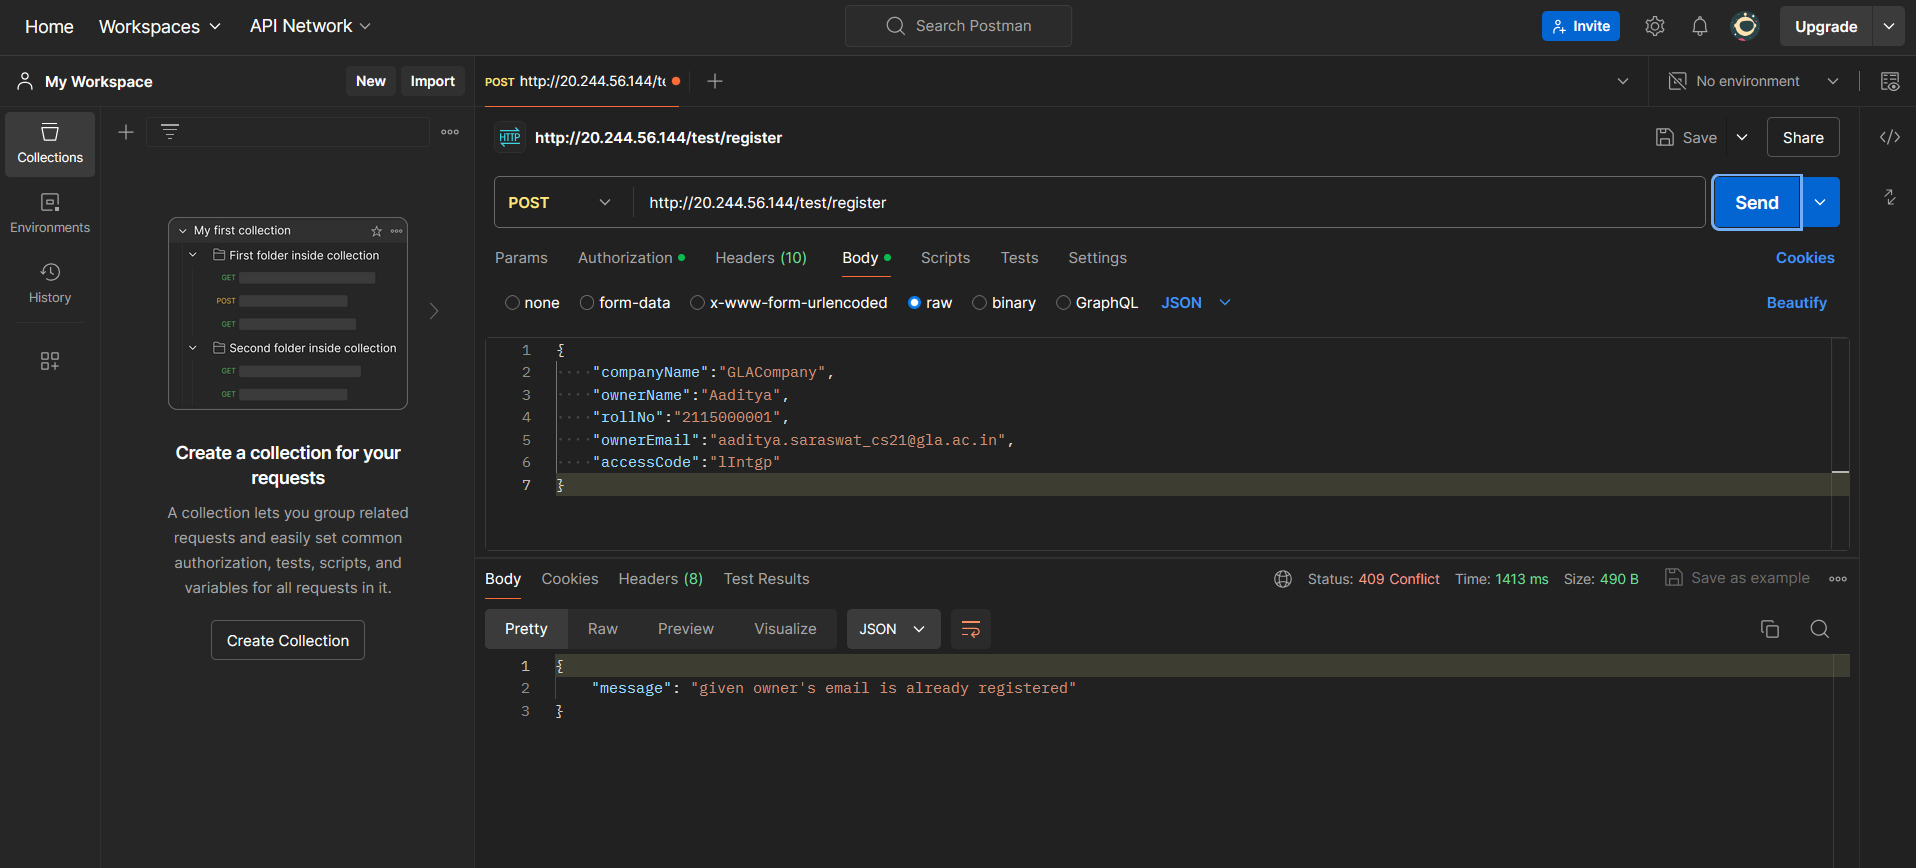 Home Workspaces API Network Search Postman Invite Upgrade
My Workspace New Import POST http://20.244.56.144/te No environment
Collections
Environments
History
My first collection
First folder inside collection
GET
POST
GET
Second folder inside collection
GET
GET
Create a collection for your
requests
A collection lets you group related
requests and easily set common
authorization, tests, scripts, and
variables for all requests in it.
Create Collection
HTTP http://20.244.56.144/test/register Save Share
POST http://20.244.56.144/test/register Send
Params Authorization Headers (10) Body Scripts Tests Settings Cookies
none form-data x-www-form-urlencoded raw binary GraphQL JSON Beautify
1 {
2 "companyName":"GLACompany",
3 "ownerName":"Aaditya",
4 "rollNo":"2115000001",
5 "ownerEmail":"aaditya.saraswat_cs21@gla.ac.in",
6 "accessCode":"lIntgp"
7 }
Body Cookies Headers (8) Test Results Status: 409 Conflict Time: 1413 ms Size: 490 B Save as example
Pretty Raw Preview Visualize JSON
1 {
2 "message": "given owner's email is already registered"
3 }